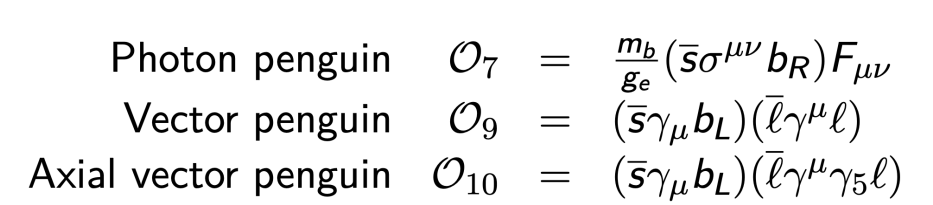 Photon penguin 𝒪₇ = m_b/g_e (s̅σ^{μν}b_R)F_{μν}
Vector penguin 𝒪₉ = (s̅γ_μb_L)(ℓ̅γ^μℓ)
Axial vector penguin 𝒪₁₀ = (s̅γ_μb_L)(ℓ̅γ^μγ₅ℓ)